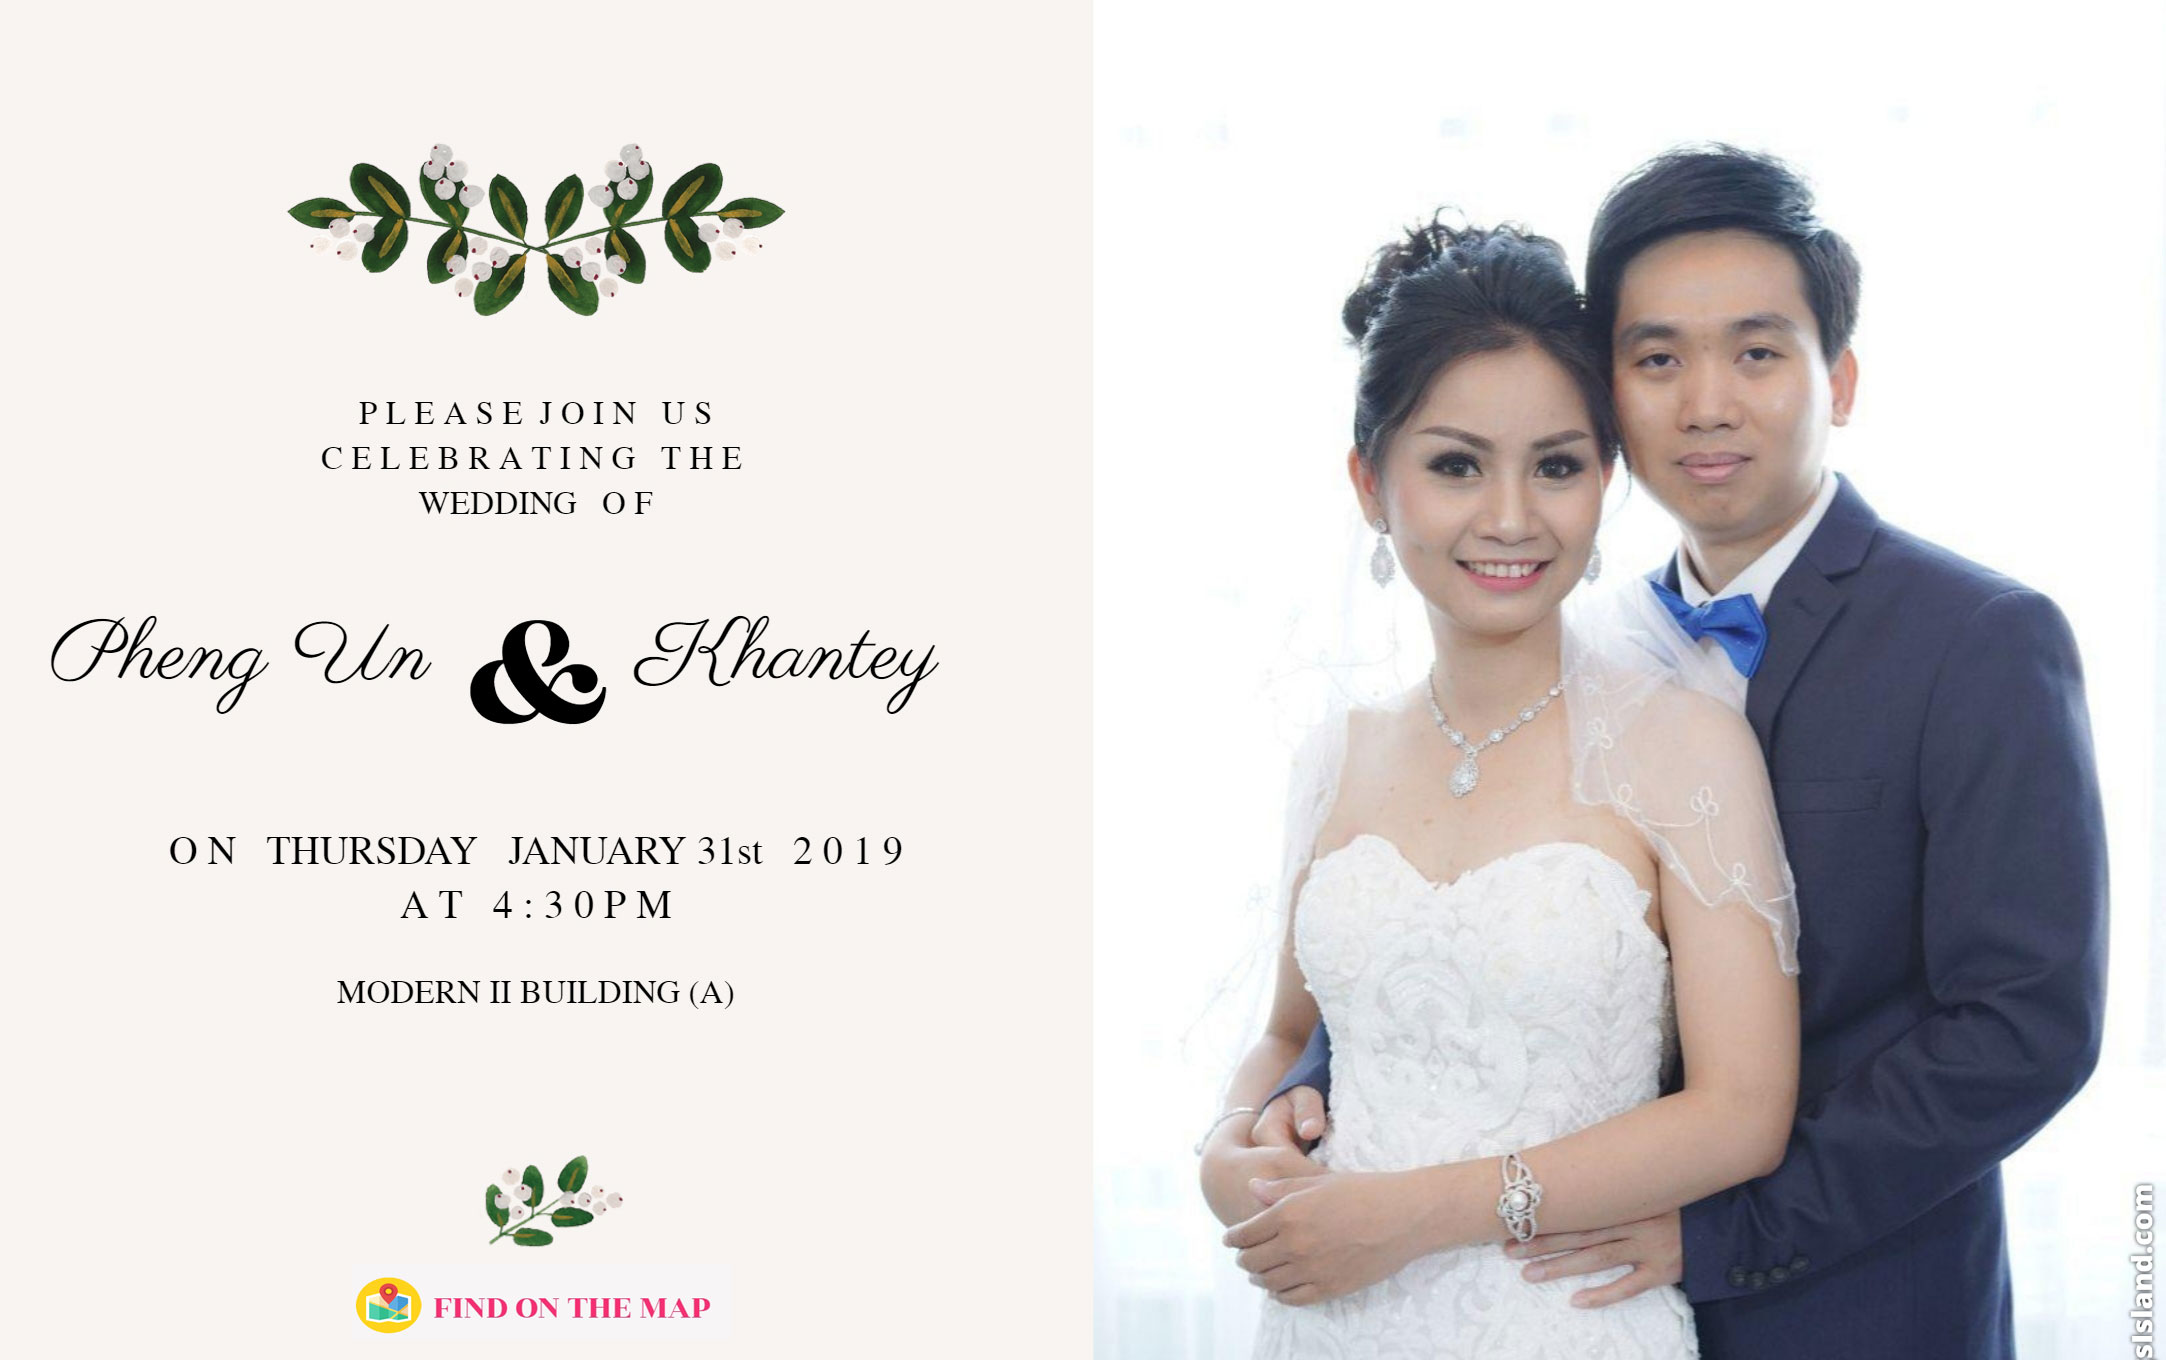 PLEASE JOIN US
CELEBRATING THE
WEDDING OF
Pheng Un & Khantey
ON THURSDAY JANUARY 31st 2019
AT 4:30PM
MODERN II BUILDING (A)
FIND ON THE MAP
sIsland.com